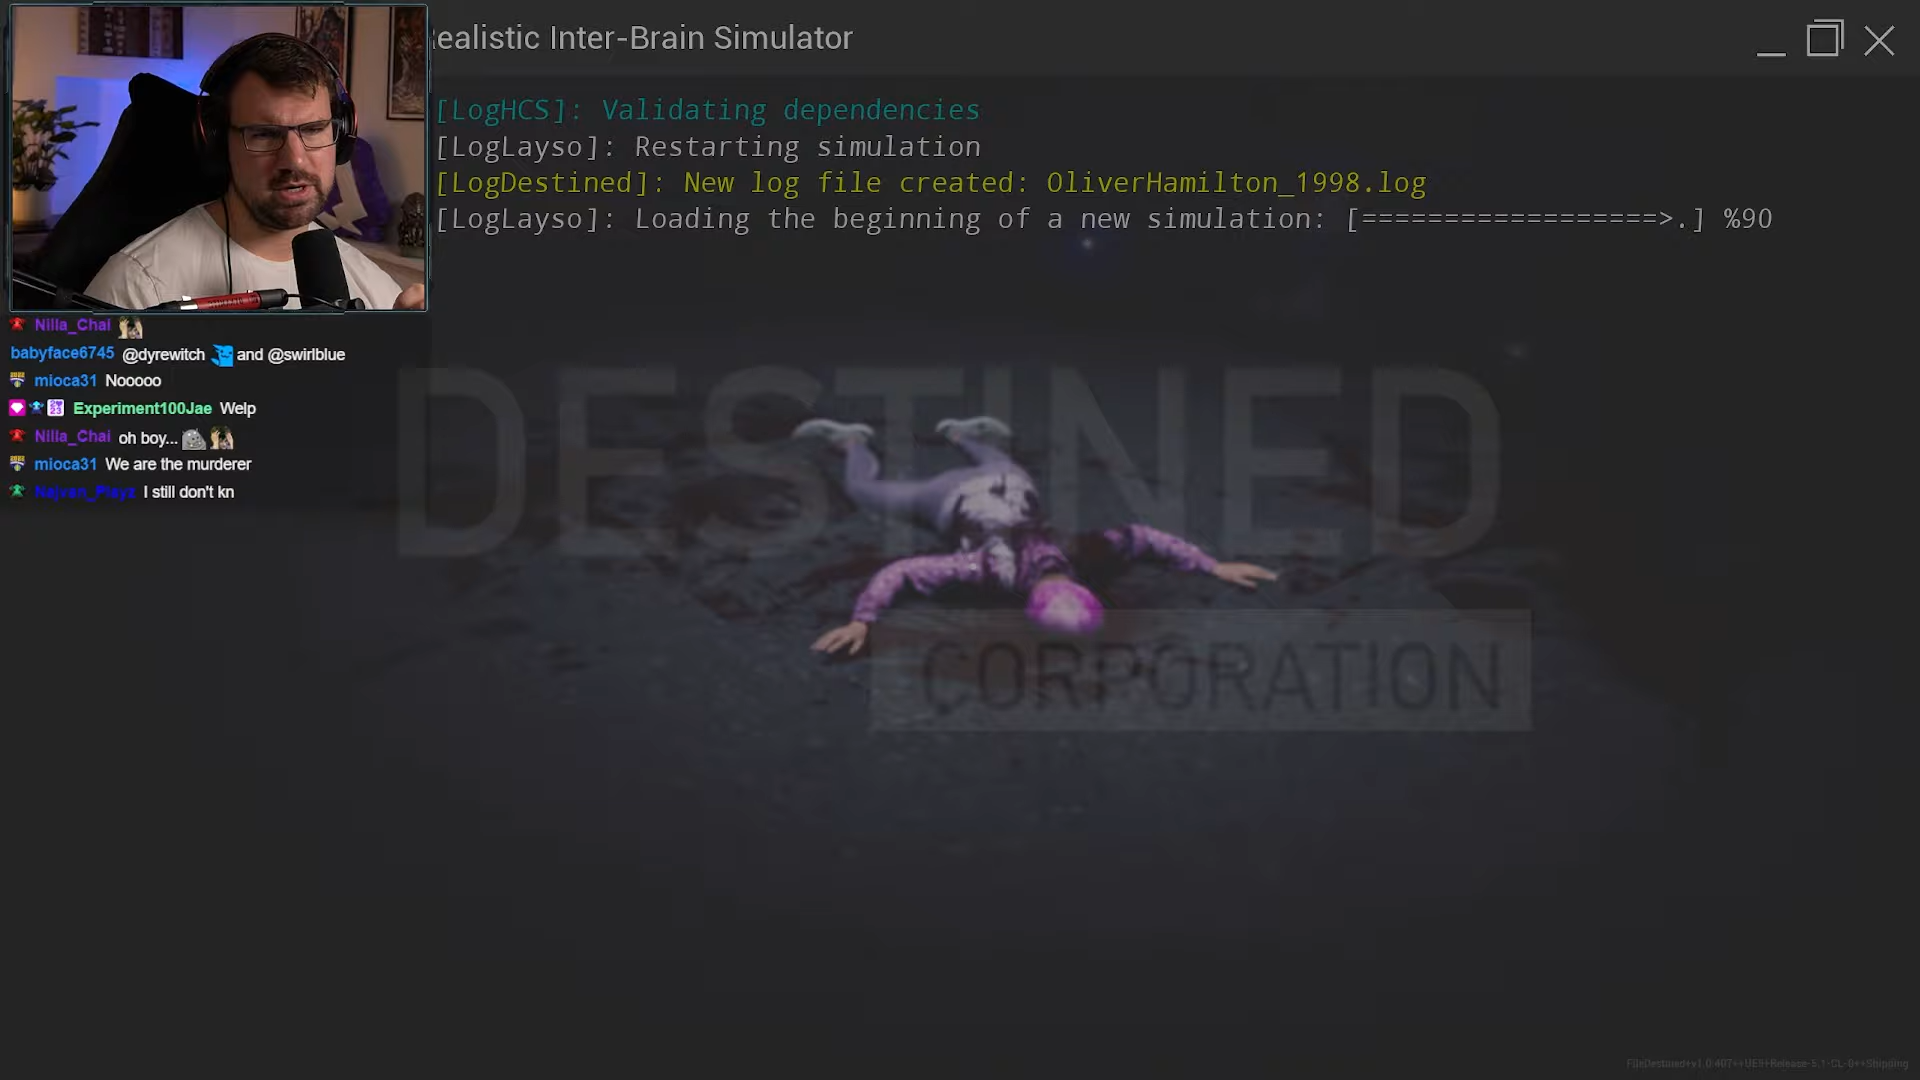 ealistic Inter-Brain Simulator
[LogHCS]: Validating dependencies
[LogLayso]: Restarting simulation
[LogDestined]: New log file created: OliverHamilton_1998.log
[LogLayso]: Loading the beginning of a new simulation: [==================>.] %90
Nilla_Chai
babyface6745 @dyrewitch and @swirlblue
mioca31 Nooooo
Experiment100Jae Welp
Nilla_Chai oh boy...
mioca31 We are the murderer
I still don't kn
DESTINED
CORPORATION